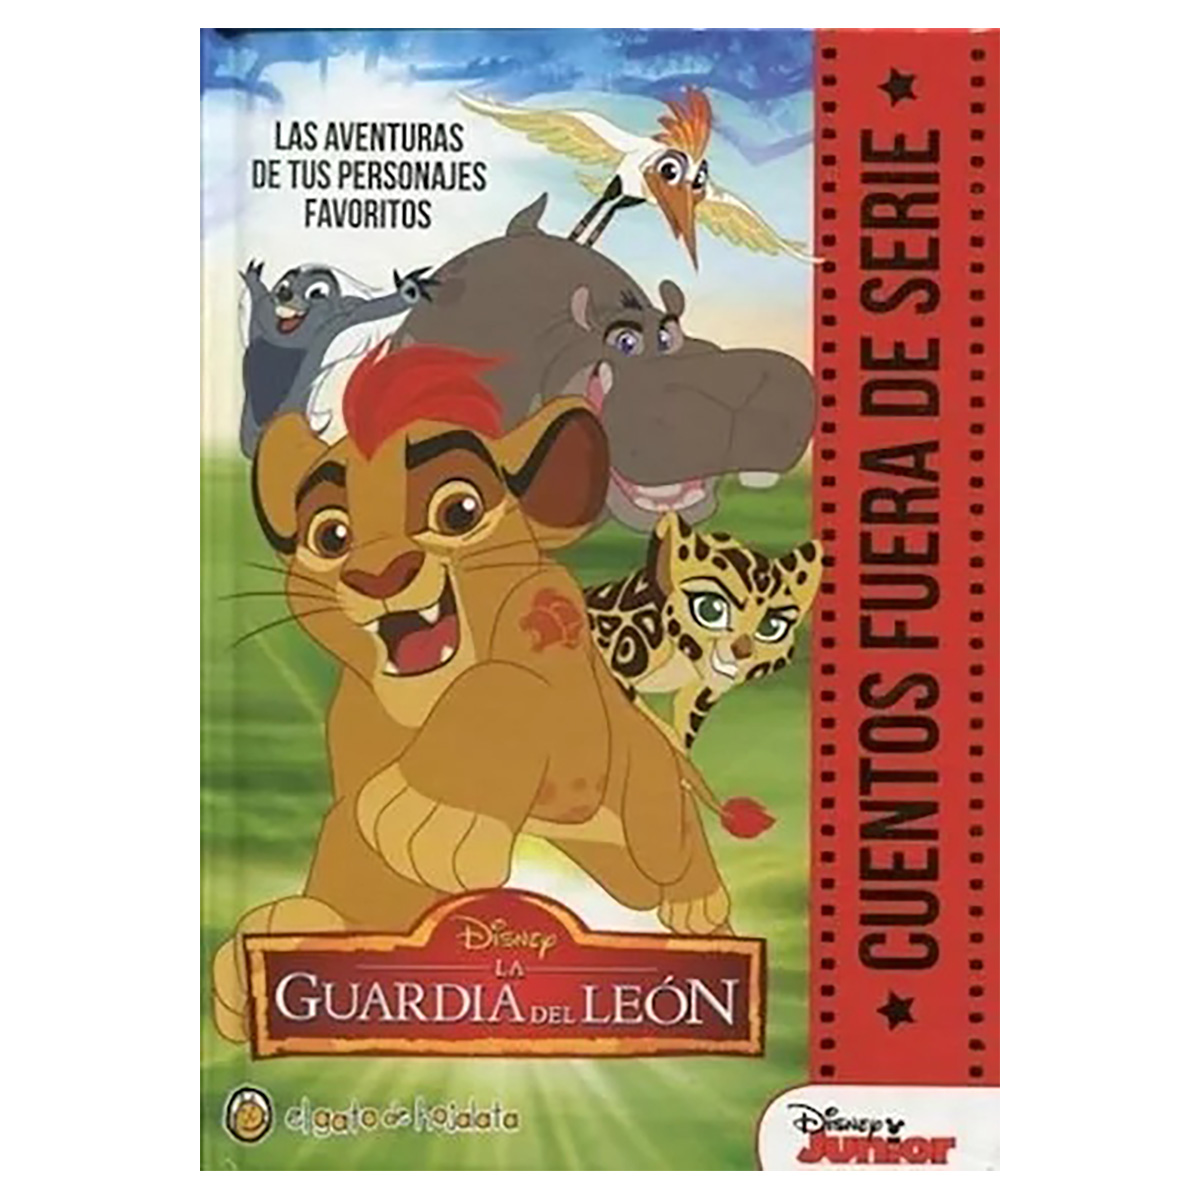 LAS AVENTURAS
DE TUS PERSONAJES
FAVORITOS
CUENTOS FUERA DE SERIE
Disney
LA
GUARDIA DEL LEÓN
el gato de hojalata
Disney
Junior